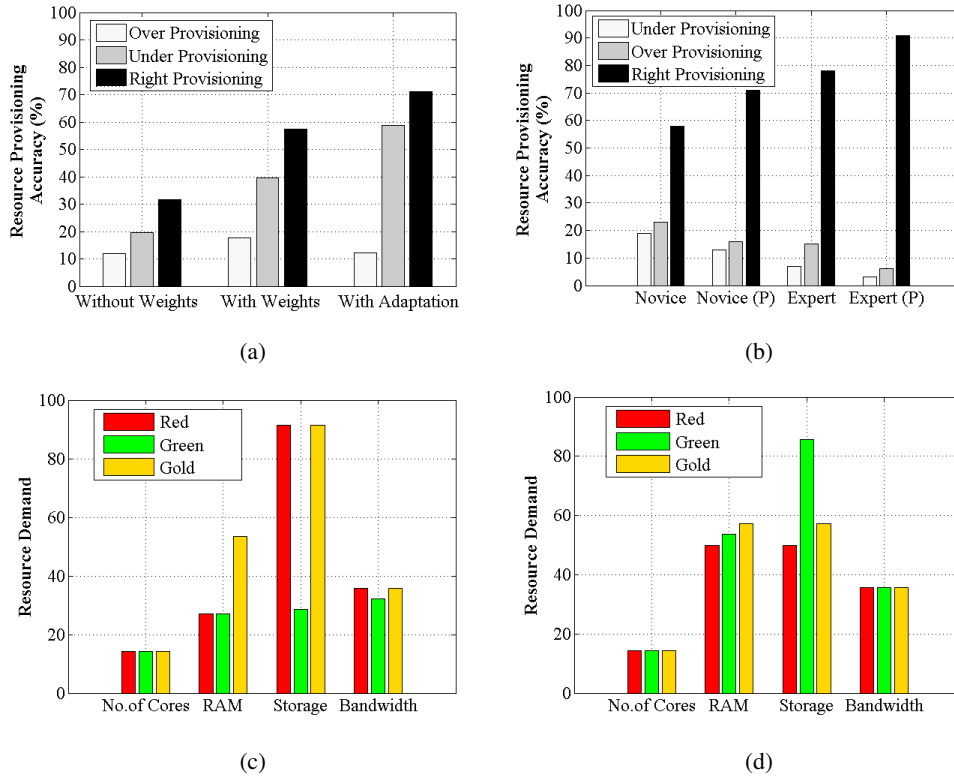 Resource Provisioning
Accuracy (%)
100
90
80
70
60
50
40
30
20
10
0
Over Provisioning
Under Provisioning
Right Provisioning
Without Weights
With Weights
With Adaptation
(a)
Resource Provisioning
Accuracy (%)
100
90
80
70
60
50
40
30
20
10
0
Under Provisioning
Over Provisioning
Right Provisioning
Novice
Novice (P)
Expert
Expert (P)
(b)
Resource Demand
100
80
60
40
20
0
Red
Green
Gold
No.of Cores
RAM
Storage
Bandwidth
(c)
Resource Demand
100
80
60
40
20
0
Red
Green
Gold
No.of Cores
RAM
Storage
Bandwidth
(d)